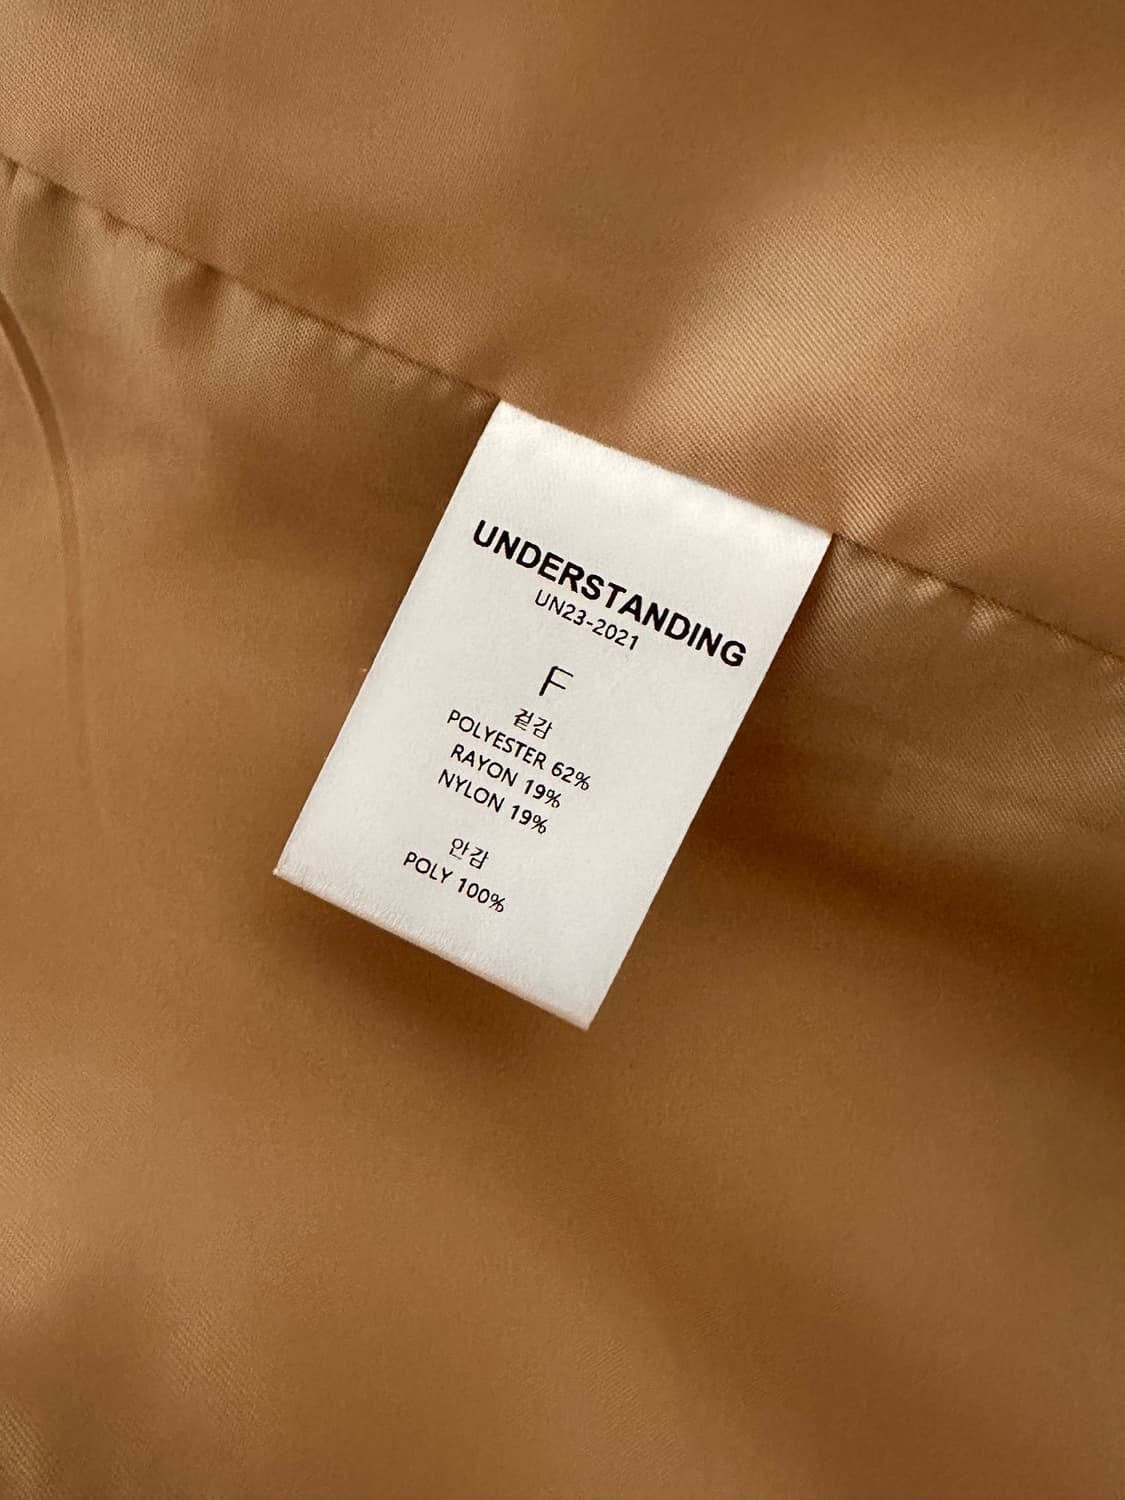 UNDERSTANDING
UN23-2021
F
겉감
POLYESTER 62%
RAYON 19%
NYLON 19%
안감
POLY 100%